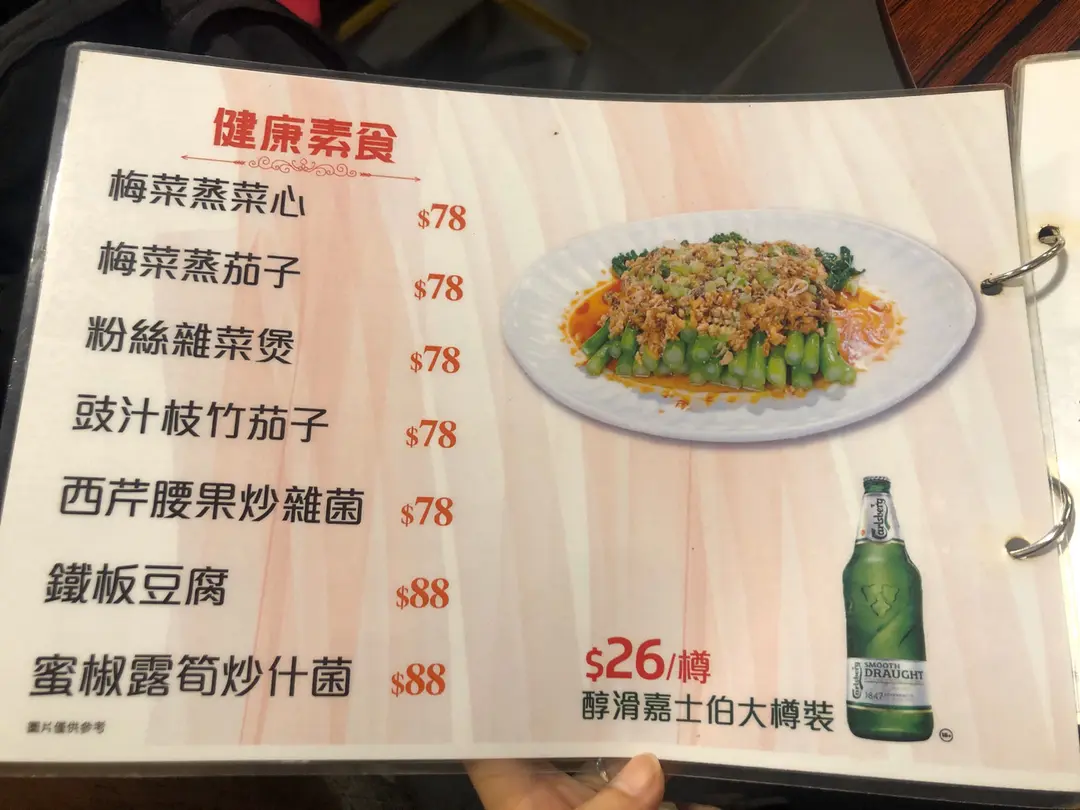 健康素食
梅菜蒸菜心 $78
梅菜蒸茄子 $78
粉絲雜菜煲 $78
豉汁枝竹茄子 $78
西芹腰果炒雜菌 $78
鐵板豆腐 $88
蜜椒露筍炒什菌 $88
圖片僅供參考
$26/樽
醇滑嘉士伯大樽裝
Carlsberg
Carlsberg
SMOOTH
DRAUGHT
1847
18+